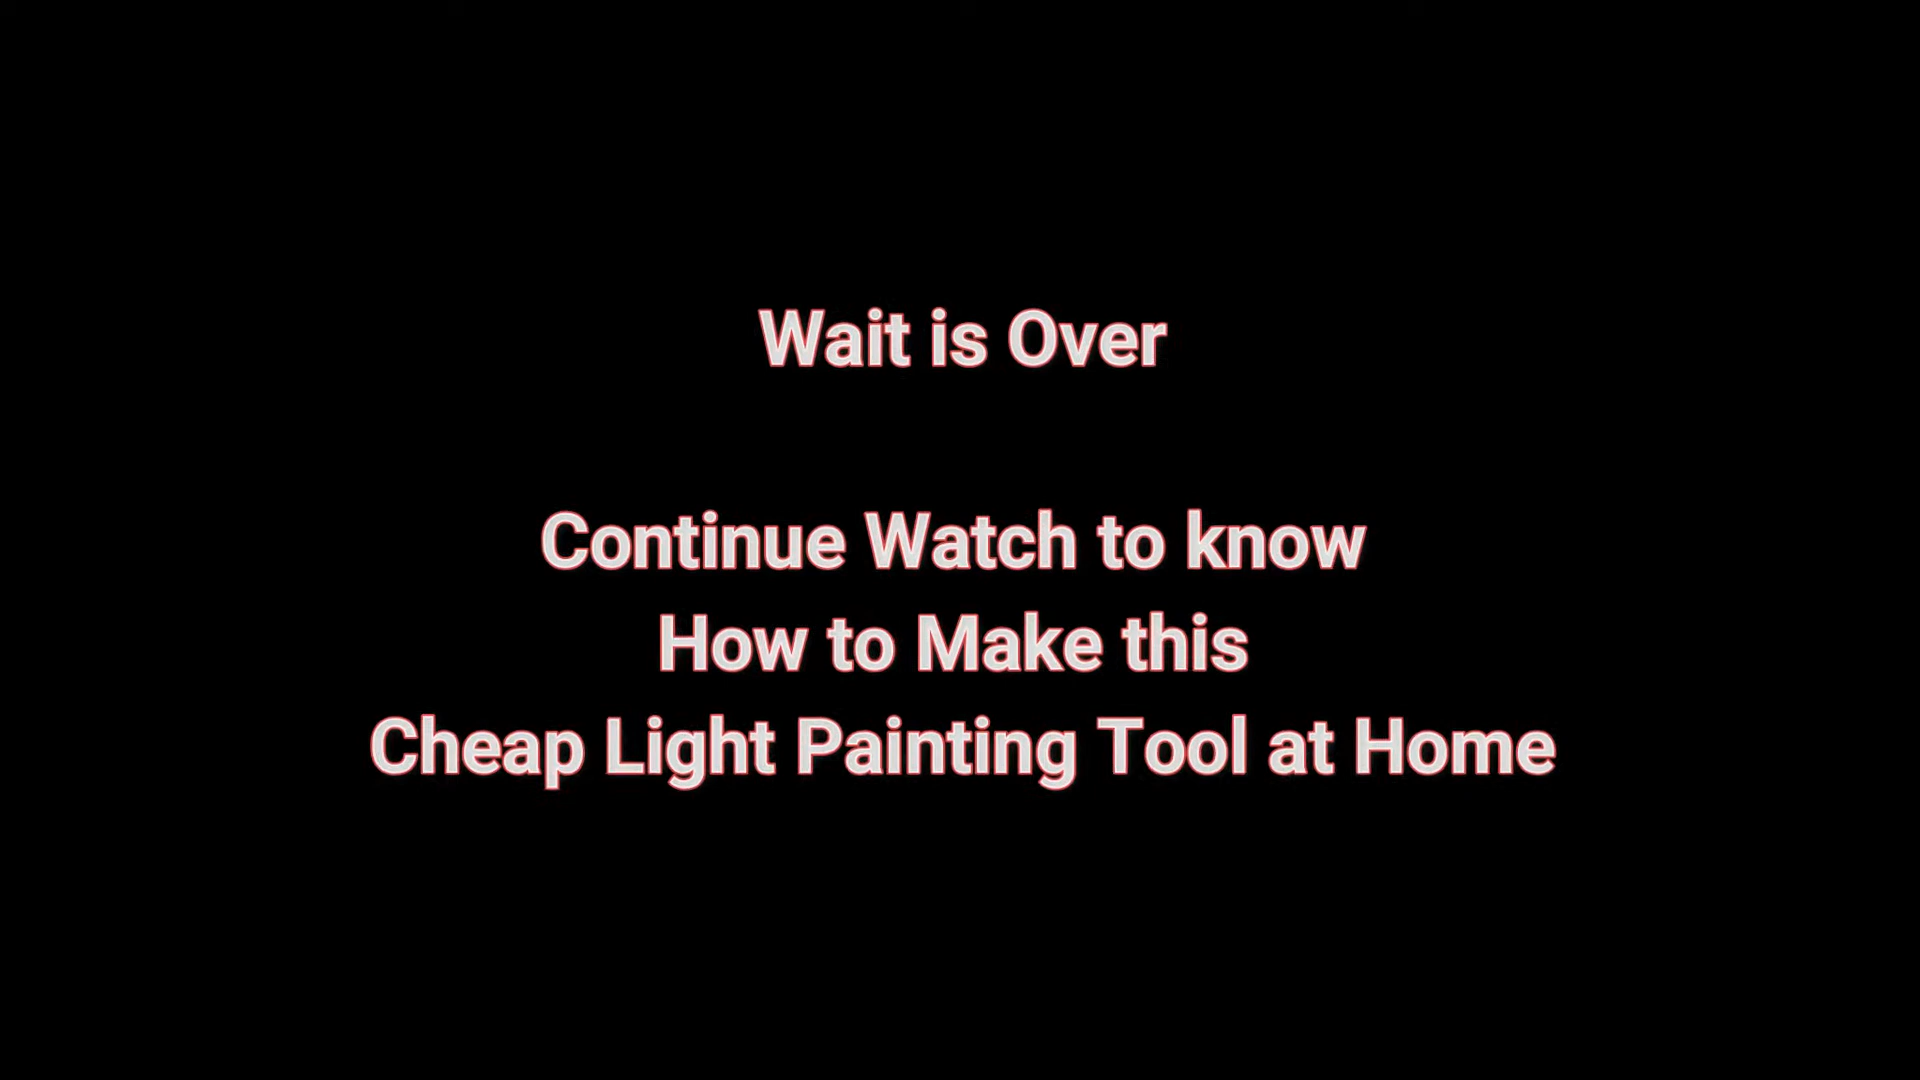 Wait is Over
Continue Watch to know
How to Make this
Cheap Light Painting Tool at Home